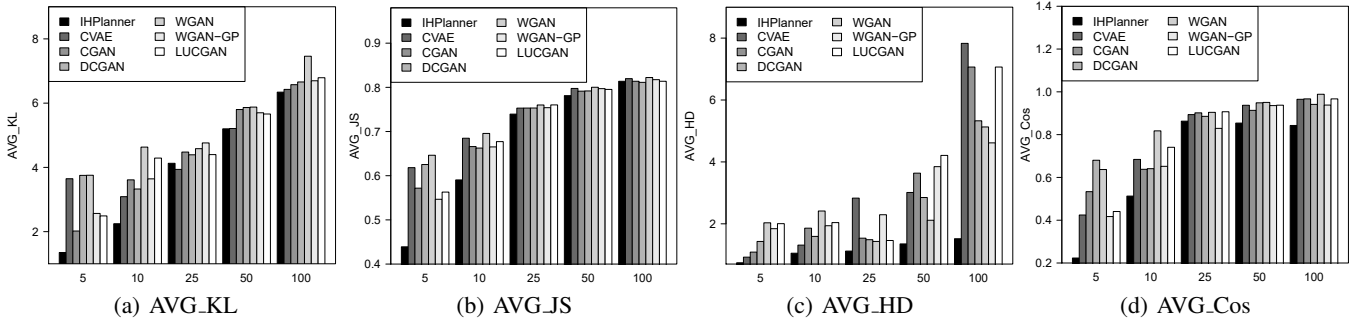 IHPlanner
CVAE
CGAN
DCGAN
WGAN
WGAN−GP
LUCGAN
AVG_KL
8
6
4
2
5 10 25 50 100
(a) AVG_KL
IHPlanner
CVAE
CGAN
DCGAN
WGAN
WGAN−GP
LUCGAN
AVG_JS
0.9
0.8
0.7
0.6
0.5
0.4
5 10 25 50 100
(b) AVG_JS
IHPlanner
CVAE
CGAN
DCGAN
WGAN
WGAN−GP
LUCGAN
AVG_HD
8
6
4
2
5 10 25 50 100
(c) AVG_HD
IHPlanner
CVAE
CGAN
DCGAN
WGAN
WGAN−GP
LUCGAN
AVG_Cos
1.4
1.2
1.0
0.8
0.6
0.4
0.2
5 10 25 50 100
(d) AVG_Cos